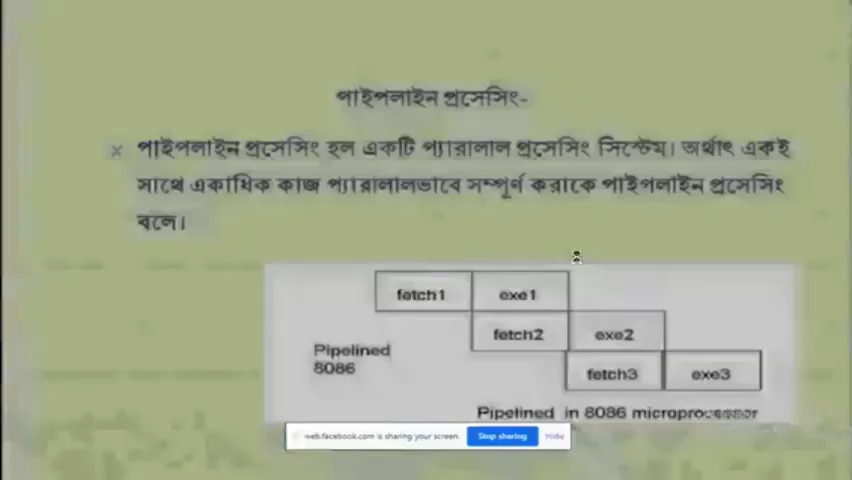 পাইপলাইন প্রসেসিং-
× পাইপলাইন প্রসেসিং হল একটি প্যারালাল প্রসেসিং সিস্টেম। অর্থাৎ একই
সাথে একাধিক কাজ প্যারালালভাবে সম্পূর্ণ করাকে পাইপলাইন প্রসেসিং
বলে।
fetch1 exe1
fetch2 exe2
Pipelined
8086
fetch3 exe3
Pipelined in 8086 microprocessor
web.facebook.com is sharing your screen. Stop sharing Hide